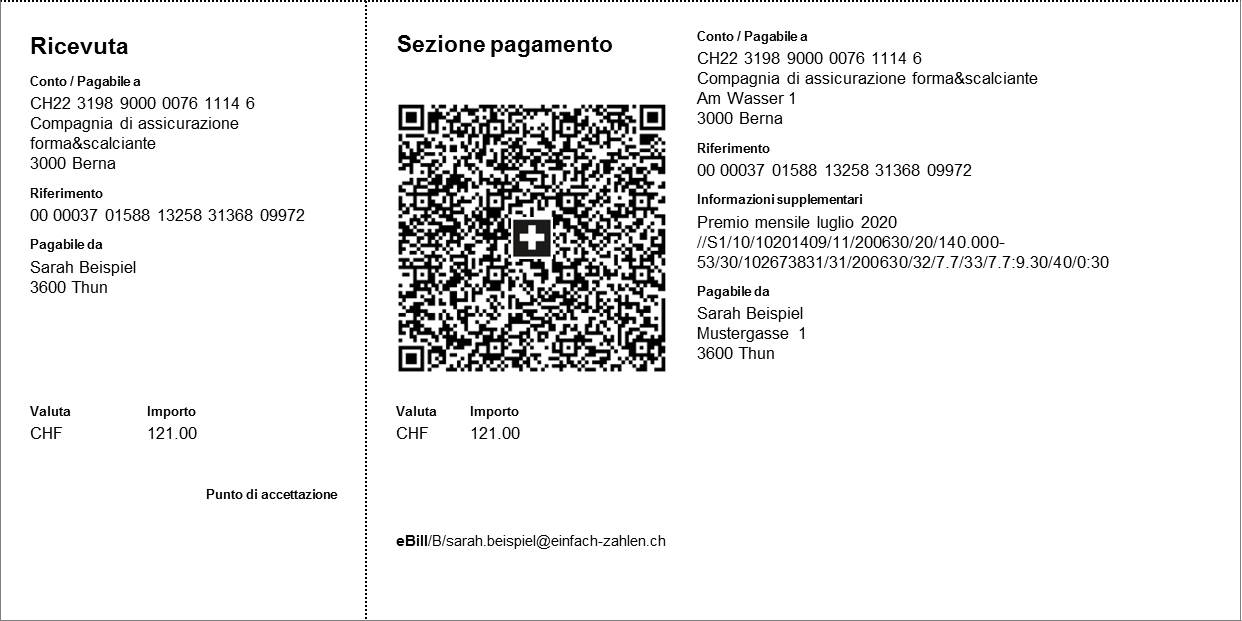 Ricevuta
Conto / Pagabile a
CH22 3198 9000 0076 1114 6
Compagnia di assicurazione
forma&scalciante
3000 Berna
Riferimento
00 00037 01588 13258 31368 09972
Pagabile da
Sarah Beispiel
3600 Thun
Valuta Importo
CHF 121.00
Punto di accettazione
Sezione pagamento
Valuta Importo
CHF 121.00
eBill/B/sarah.beispiel@einfach-zahlen.ch
Conto / Pagabile a
CH22 3198 9000 0076 1114 6
Compagnia di assicurazione forma&scalciante
Am Wasser 1
3000 Berna
Riferimento
00 00037 01588 13258 31368 09972
Informazioni supplementari
Premio mensile luglio 2020
//S1/10/10201409/11/200630/20/140.000-
53/30/102673831/31/200630/32/7.7/33/7.7:9.30/40/0:30
Pagabile da
Sarah Beispiel
Mustergasse 1
3600 Thun